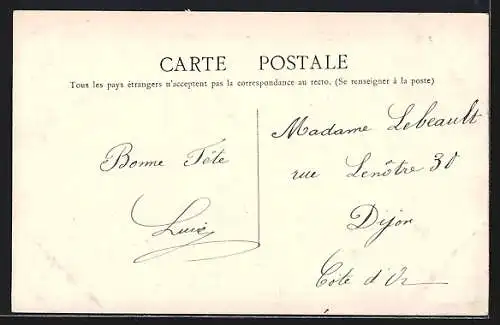 CARTE POSTALE
Tous les pays étrangers n'acceptent pas la correspondance au recto. (Se renseigner à la poste)
Bonne Fête
Madame Lebeault
rue Lenôtre 30
Dijon
Côte d'Or